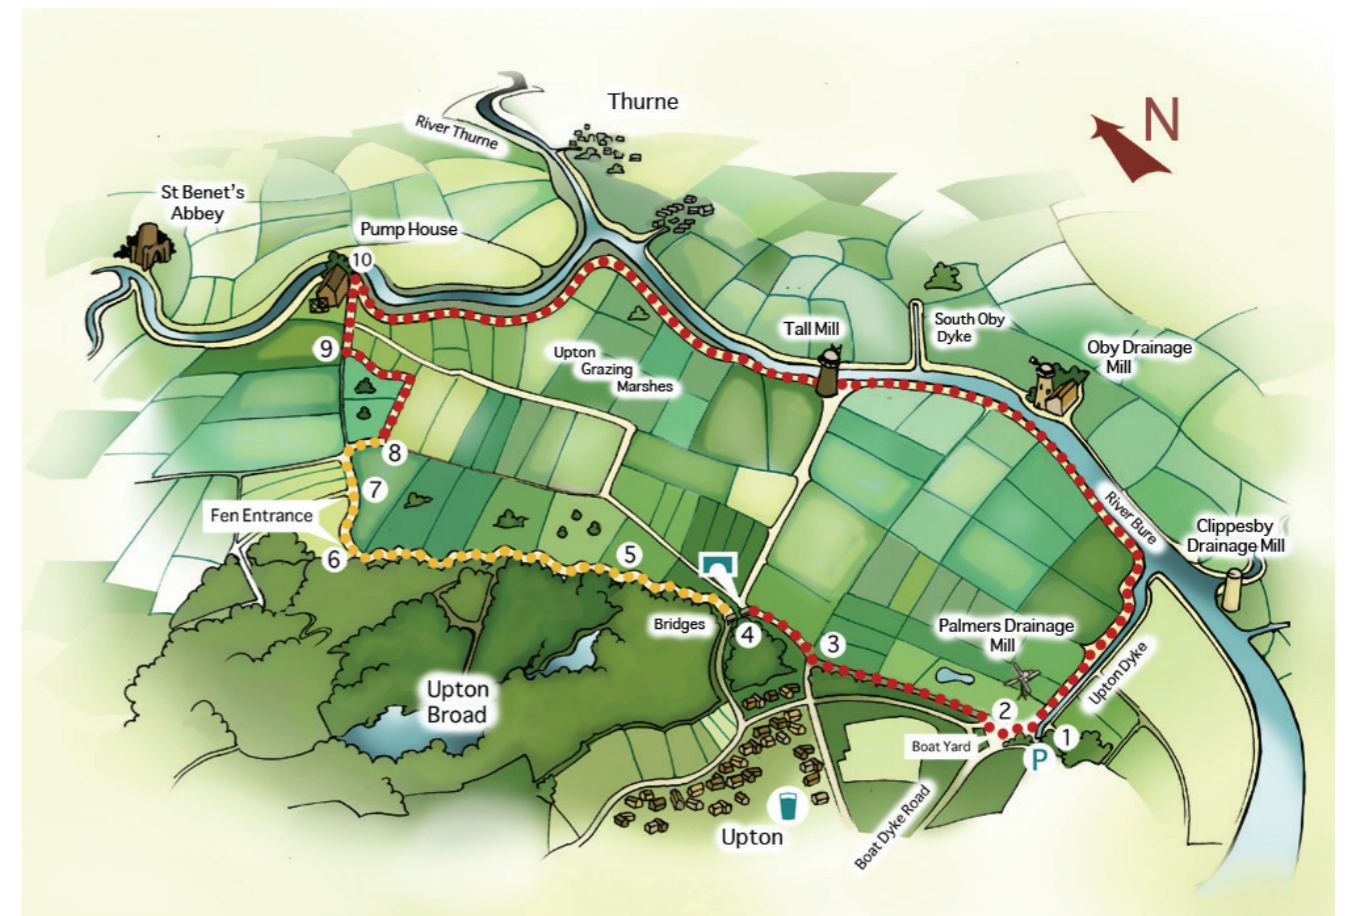 Thurne
N
River Thurne
St Benet's
Abbey
Pump House
10
South Oby
Dyke
Tall Mill
Oby Drainage
Mill
9
Upton
Grazing
Marshes
8
7
River Bure
Fen Entrance
Clippesby
Drainage Mill
6
5
Bridges
4
3
Palmers Drainage
Mill
Upton Dyke
Upton
Broad
2
1
Boat Yard
P
Boat Dyke Road
Upton